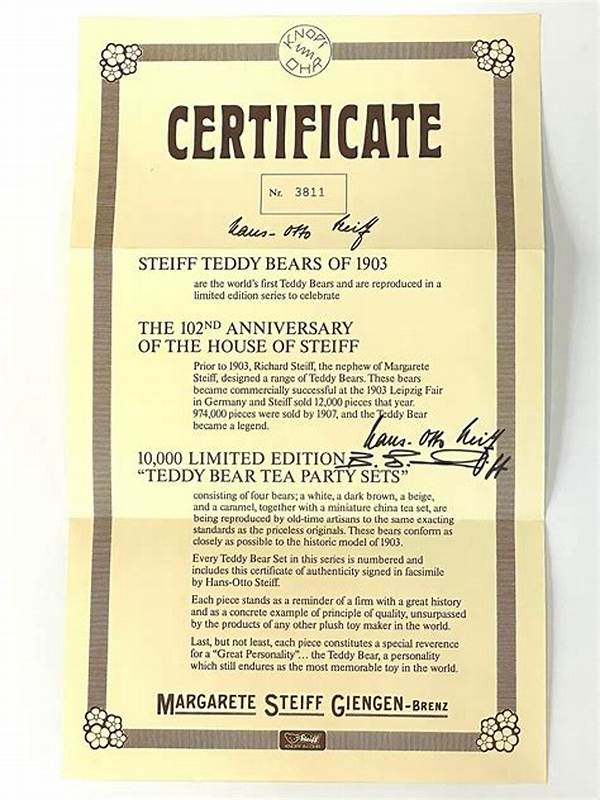 KNOPF
im
OHR
CERTIFICATE
Nr. 3811
Hans-Otto Steiff
STEIFF TEDDY BEARS OF 1903
are the world's first Teddy Bears and are reproduced in a
limited edition series to celebrate
THE 102ND ANNIVERSARY
OF THE HOUSE OF STEIFF
Prior to 1903, Richard Steiff, the nephew of Margarete
Steiff, designed a range of Teddy Bears. These bears
became commercially successful at the 1903 Leipzig Fair
in Germany and Steiff sold 12,000 pieces that year.
974,000 pieces were sold by 1907, and the Teddy Bear
became a legend.
Hans-Otto Steiff
10,000 LIMITED EDITION
"TEDDY BEAR TEA PARTY SETS"
consisting of four bears; a white, a dark brown, a beige,
and a caramel, together with a miniature china tea set, are
being reproduced by old-time artisans to the same exacting
standards as the priceless originals. These bears conform as
closely as possible to the historic model of 1903.
Every Teddy Bear Set in this series is numbered and
includes this certificate of authenticity signed in facsimile
by Hans-Otto Steiff.
Each piece stands as a reminder of a firm with a great history
and as a concrete example of principle of quality, unsurpassed
by the products of any other plush toy maker in the world.
Last, but not least, each piece constitutes a special reverence
for a "Great Personality"... the Teddy Bear, a personality
which still endures as the most memorable toy in the world.
MARGARETE STEIFF GIENGEN-BRENZ
Steiff
KNOPF IM OHR